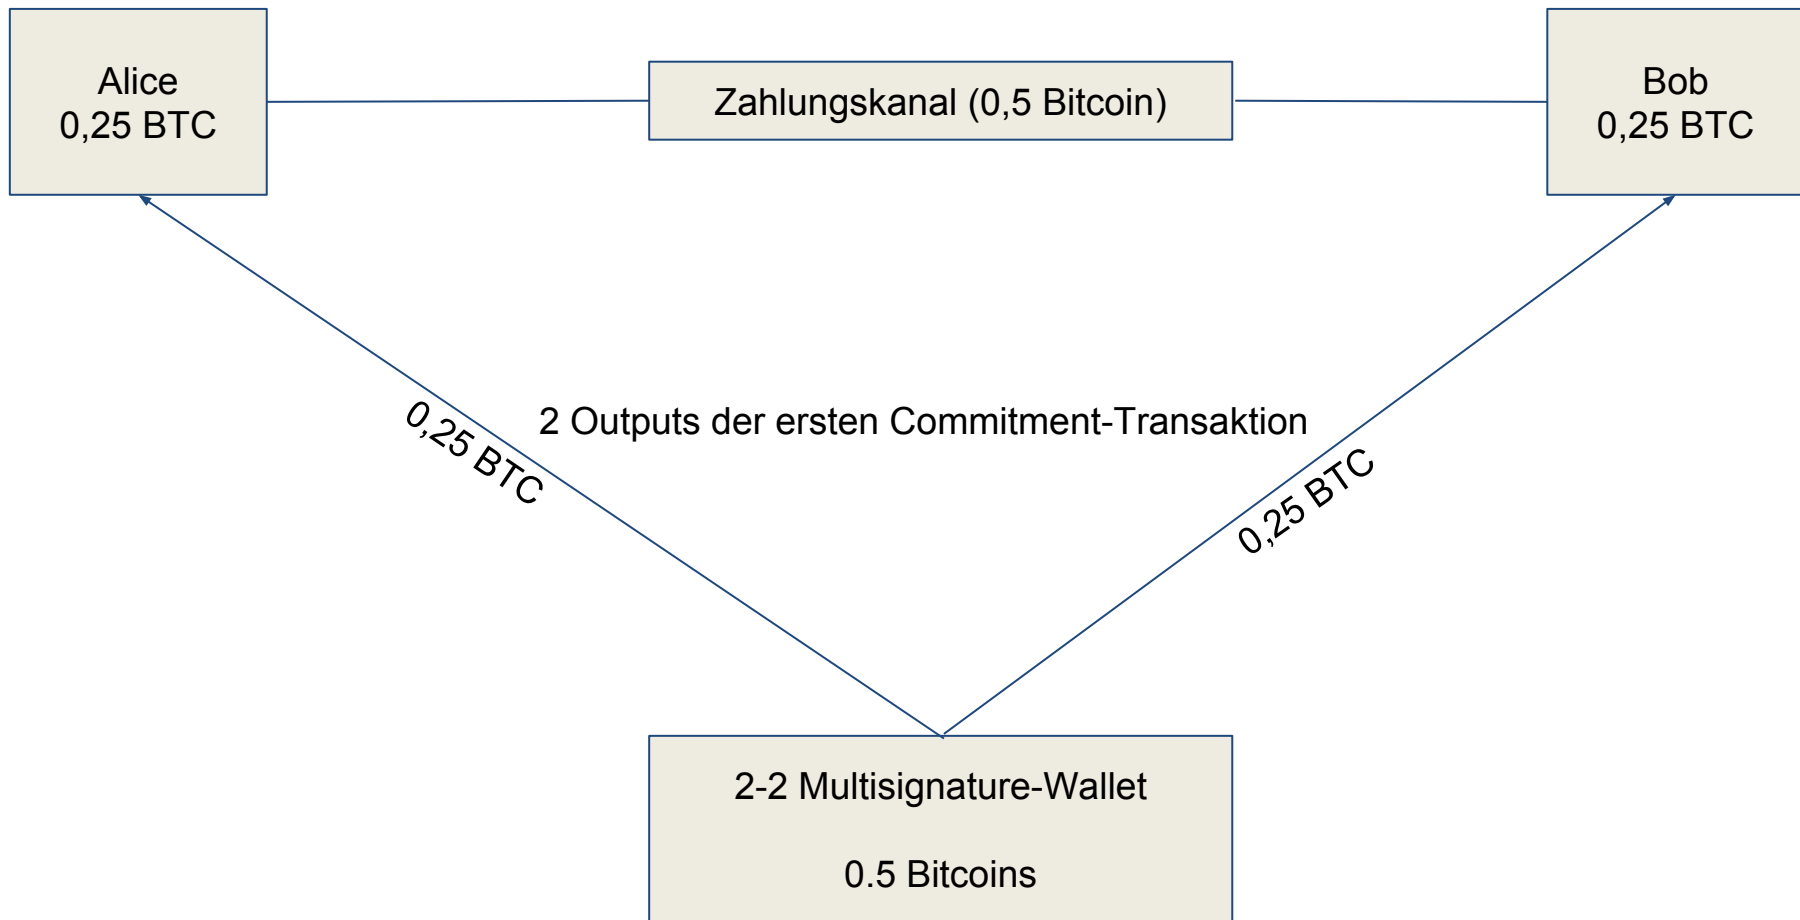 Alice
0,25 BTC
Zahlungskanal (0,5 Bitcoin)
Bob
0,25 BTC
2 Outputs der ersten Commitment-Transaktion
0,25 BTC
0,25 BTC
2-2 Multisignature-Wallet
0.5 Bitcoins